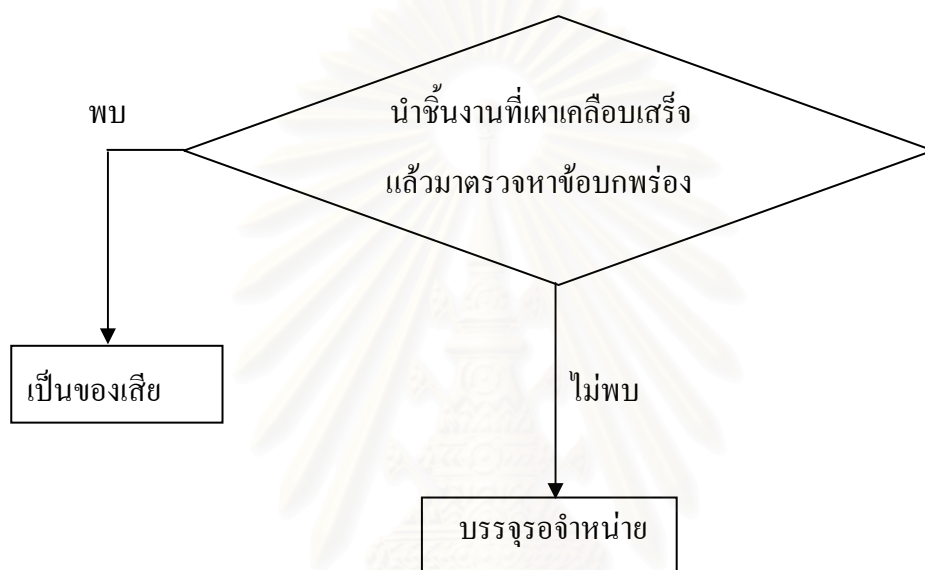 พบ
นำชิ้นงานที่เผาเคลือบเสร็จ
แล้วมาตรวจหาข้อบกพร่อง
เป็นของเสีย
ไม่พบ
บรรจุรอจำหน่าย